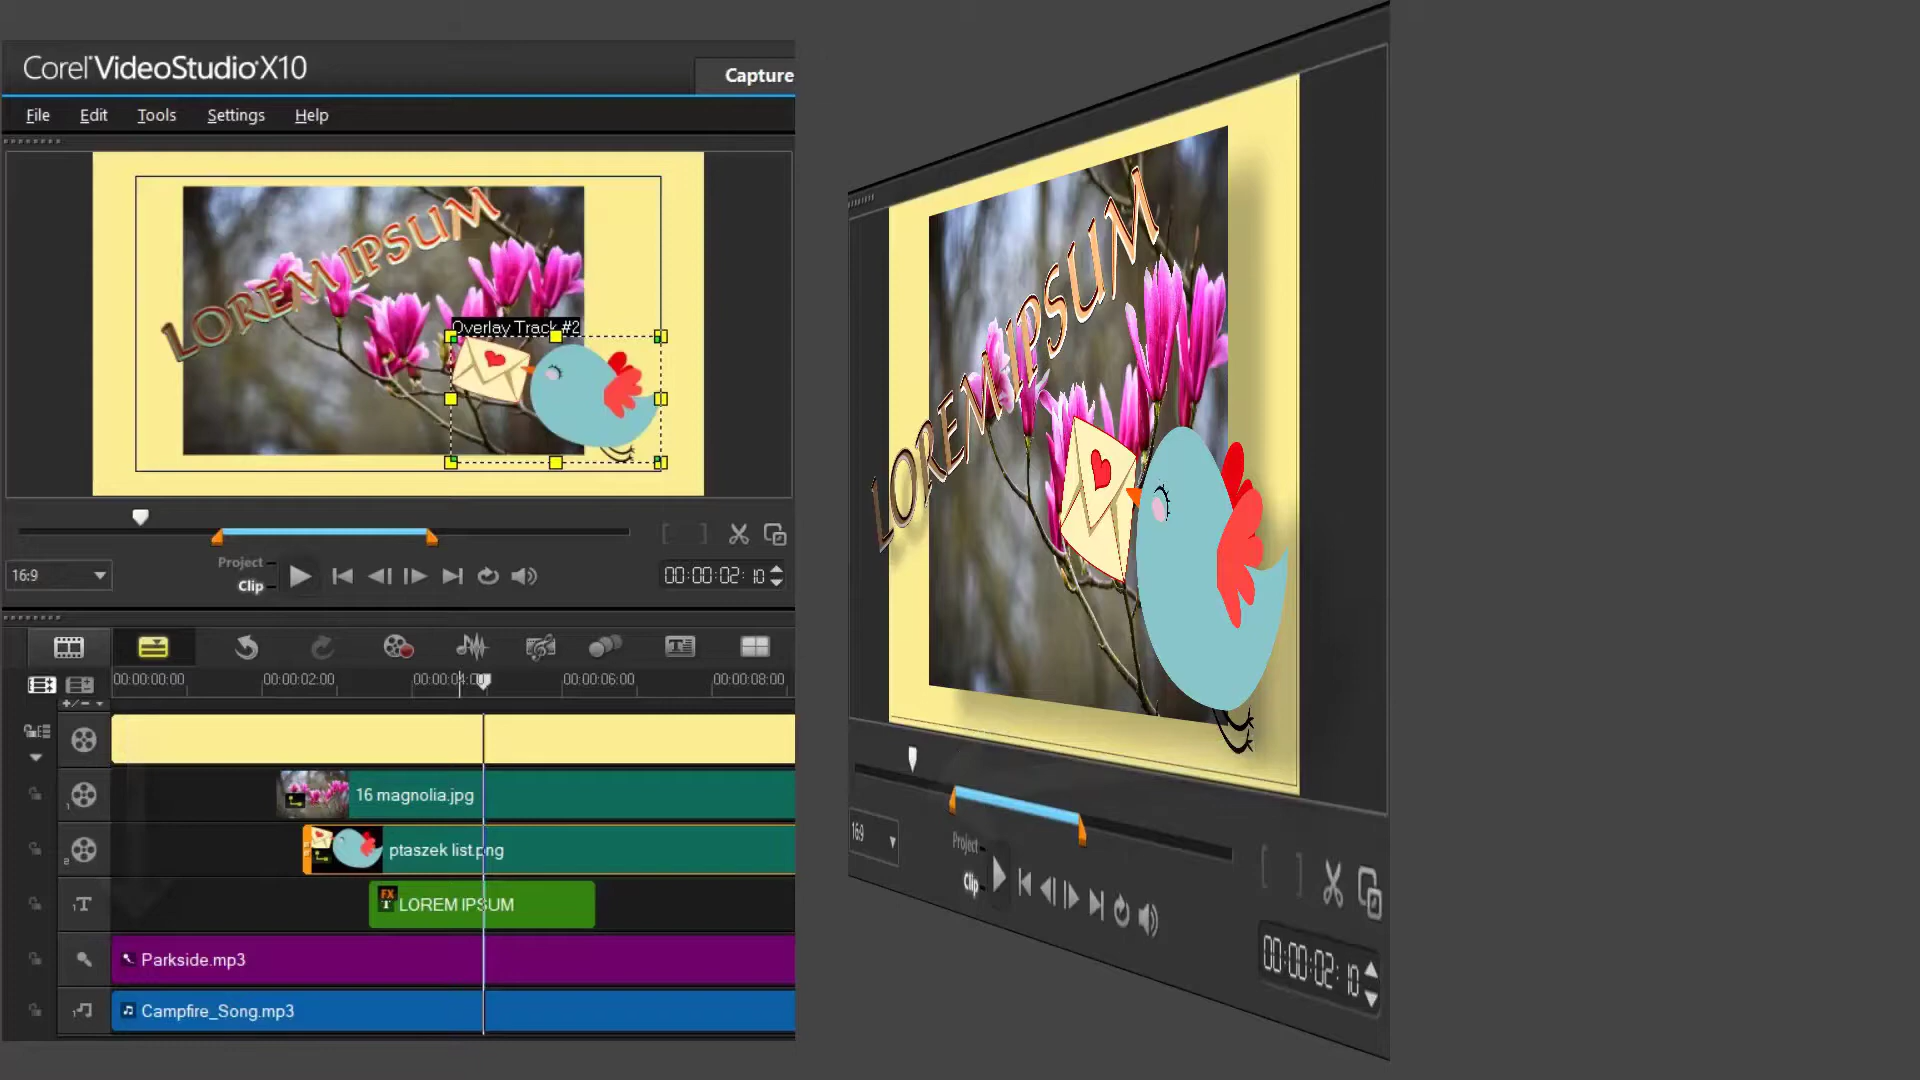 Corel VideoStudio X10
Capture
File Edit Tools Settings Help
LOREM IPSUM
Overlay Track #2
Project
Clip
16:9
00:00:02:10
00:00:00:00 00:00:02:00 00:00:04:00 00:00:06:00 00:00:08:00
16 magnolia.jpg
ptaszek list.png
FX
T
LOREM IPSUM
1T
Parkside.mp3
Campfire_Song.mp3
LOREM IPSUM
16:9
Project
Clip
00:00:02:10